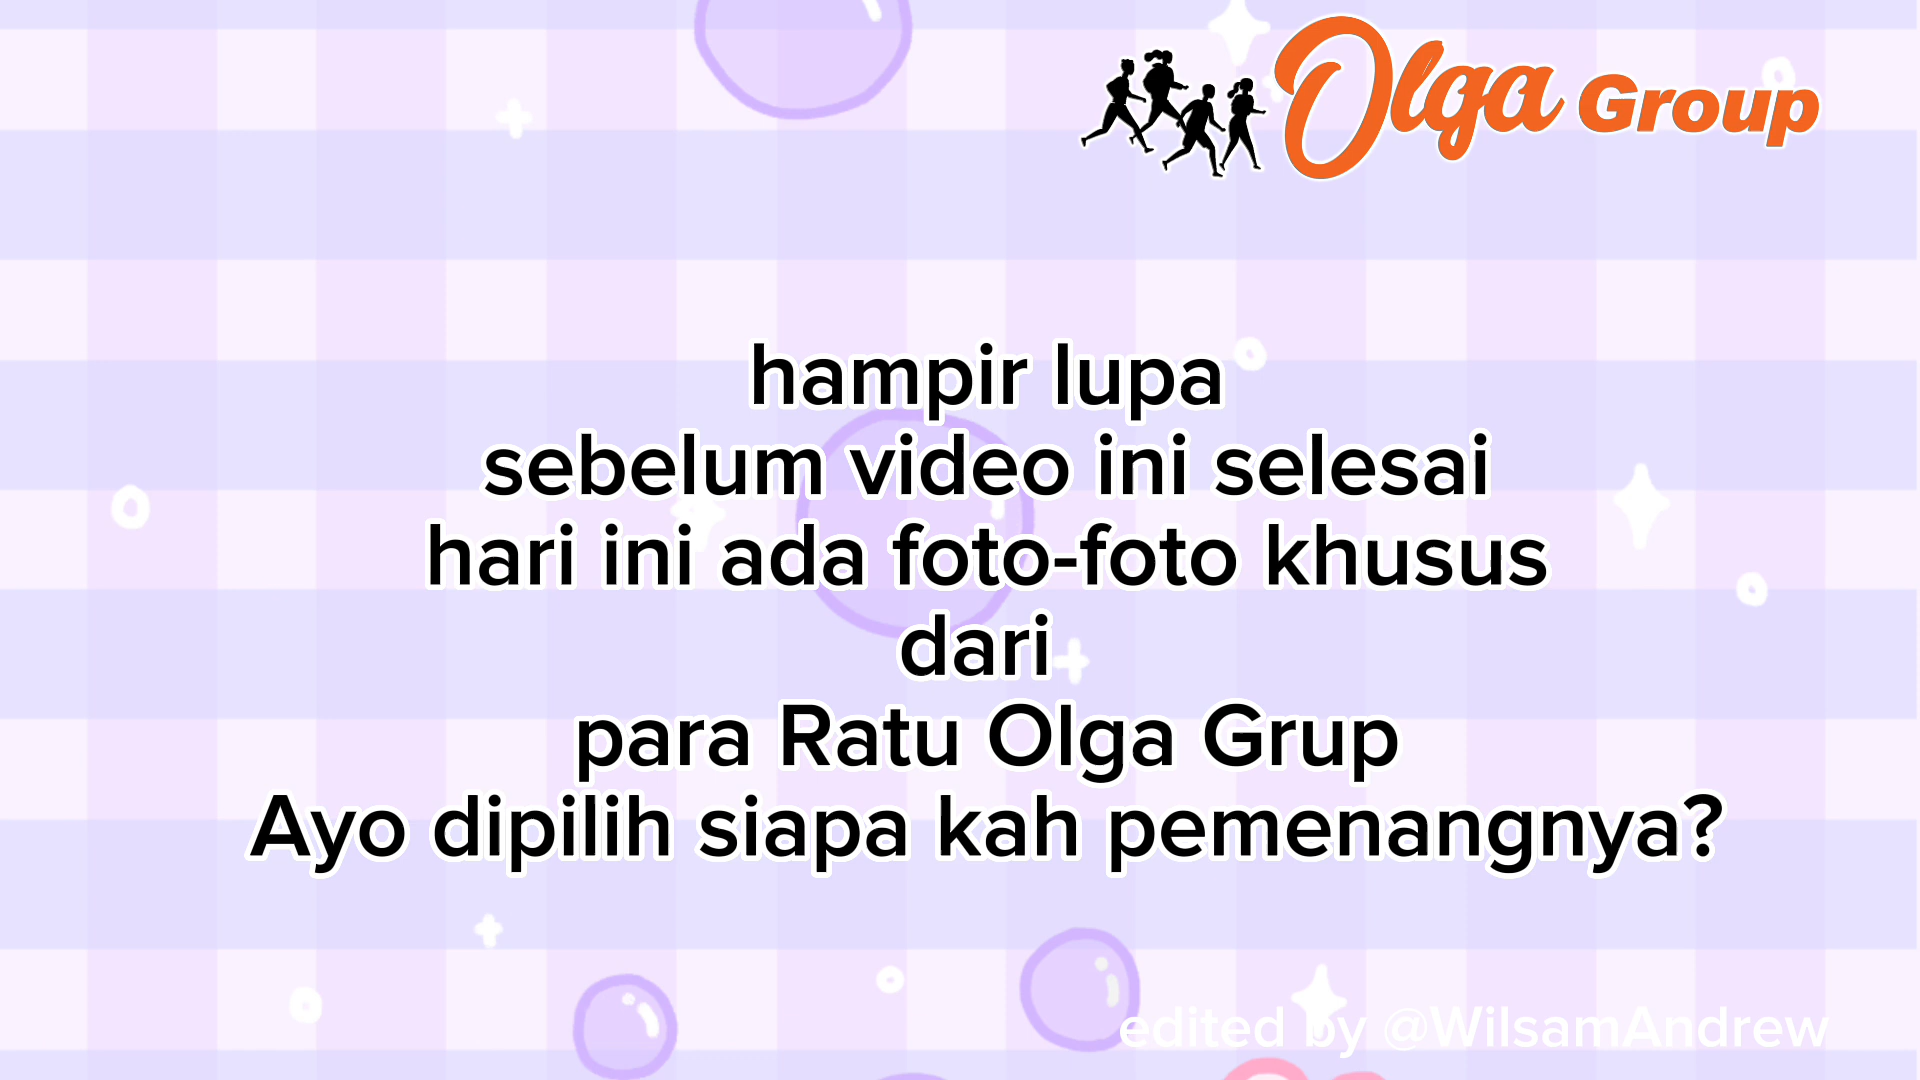 Olga Group
hampir lupa
sebelum video ini selesai
hari ini ada foto-foto khusus
dari
para Ratu Olga Grup
Ayo dipilih siapa kah pemenangnya?
edited by @WilsamAndrew